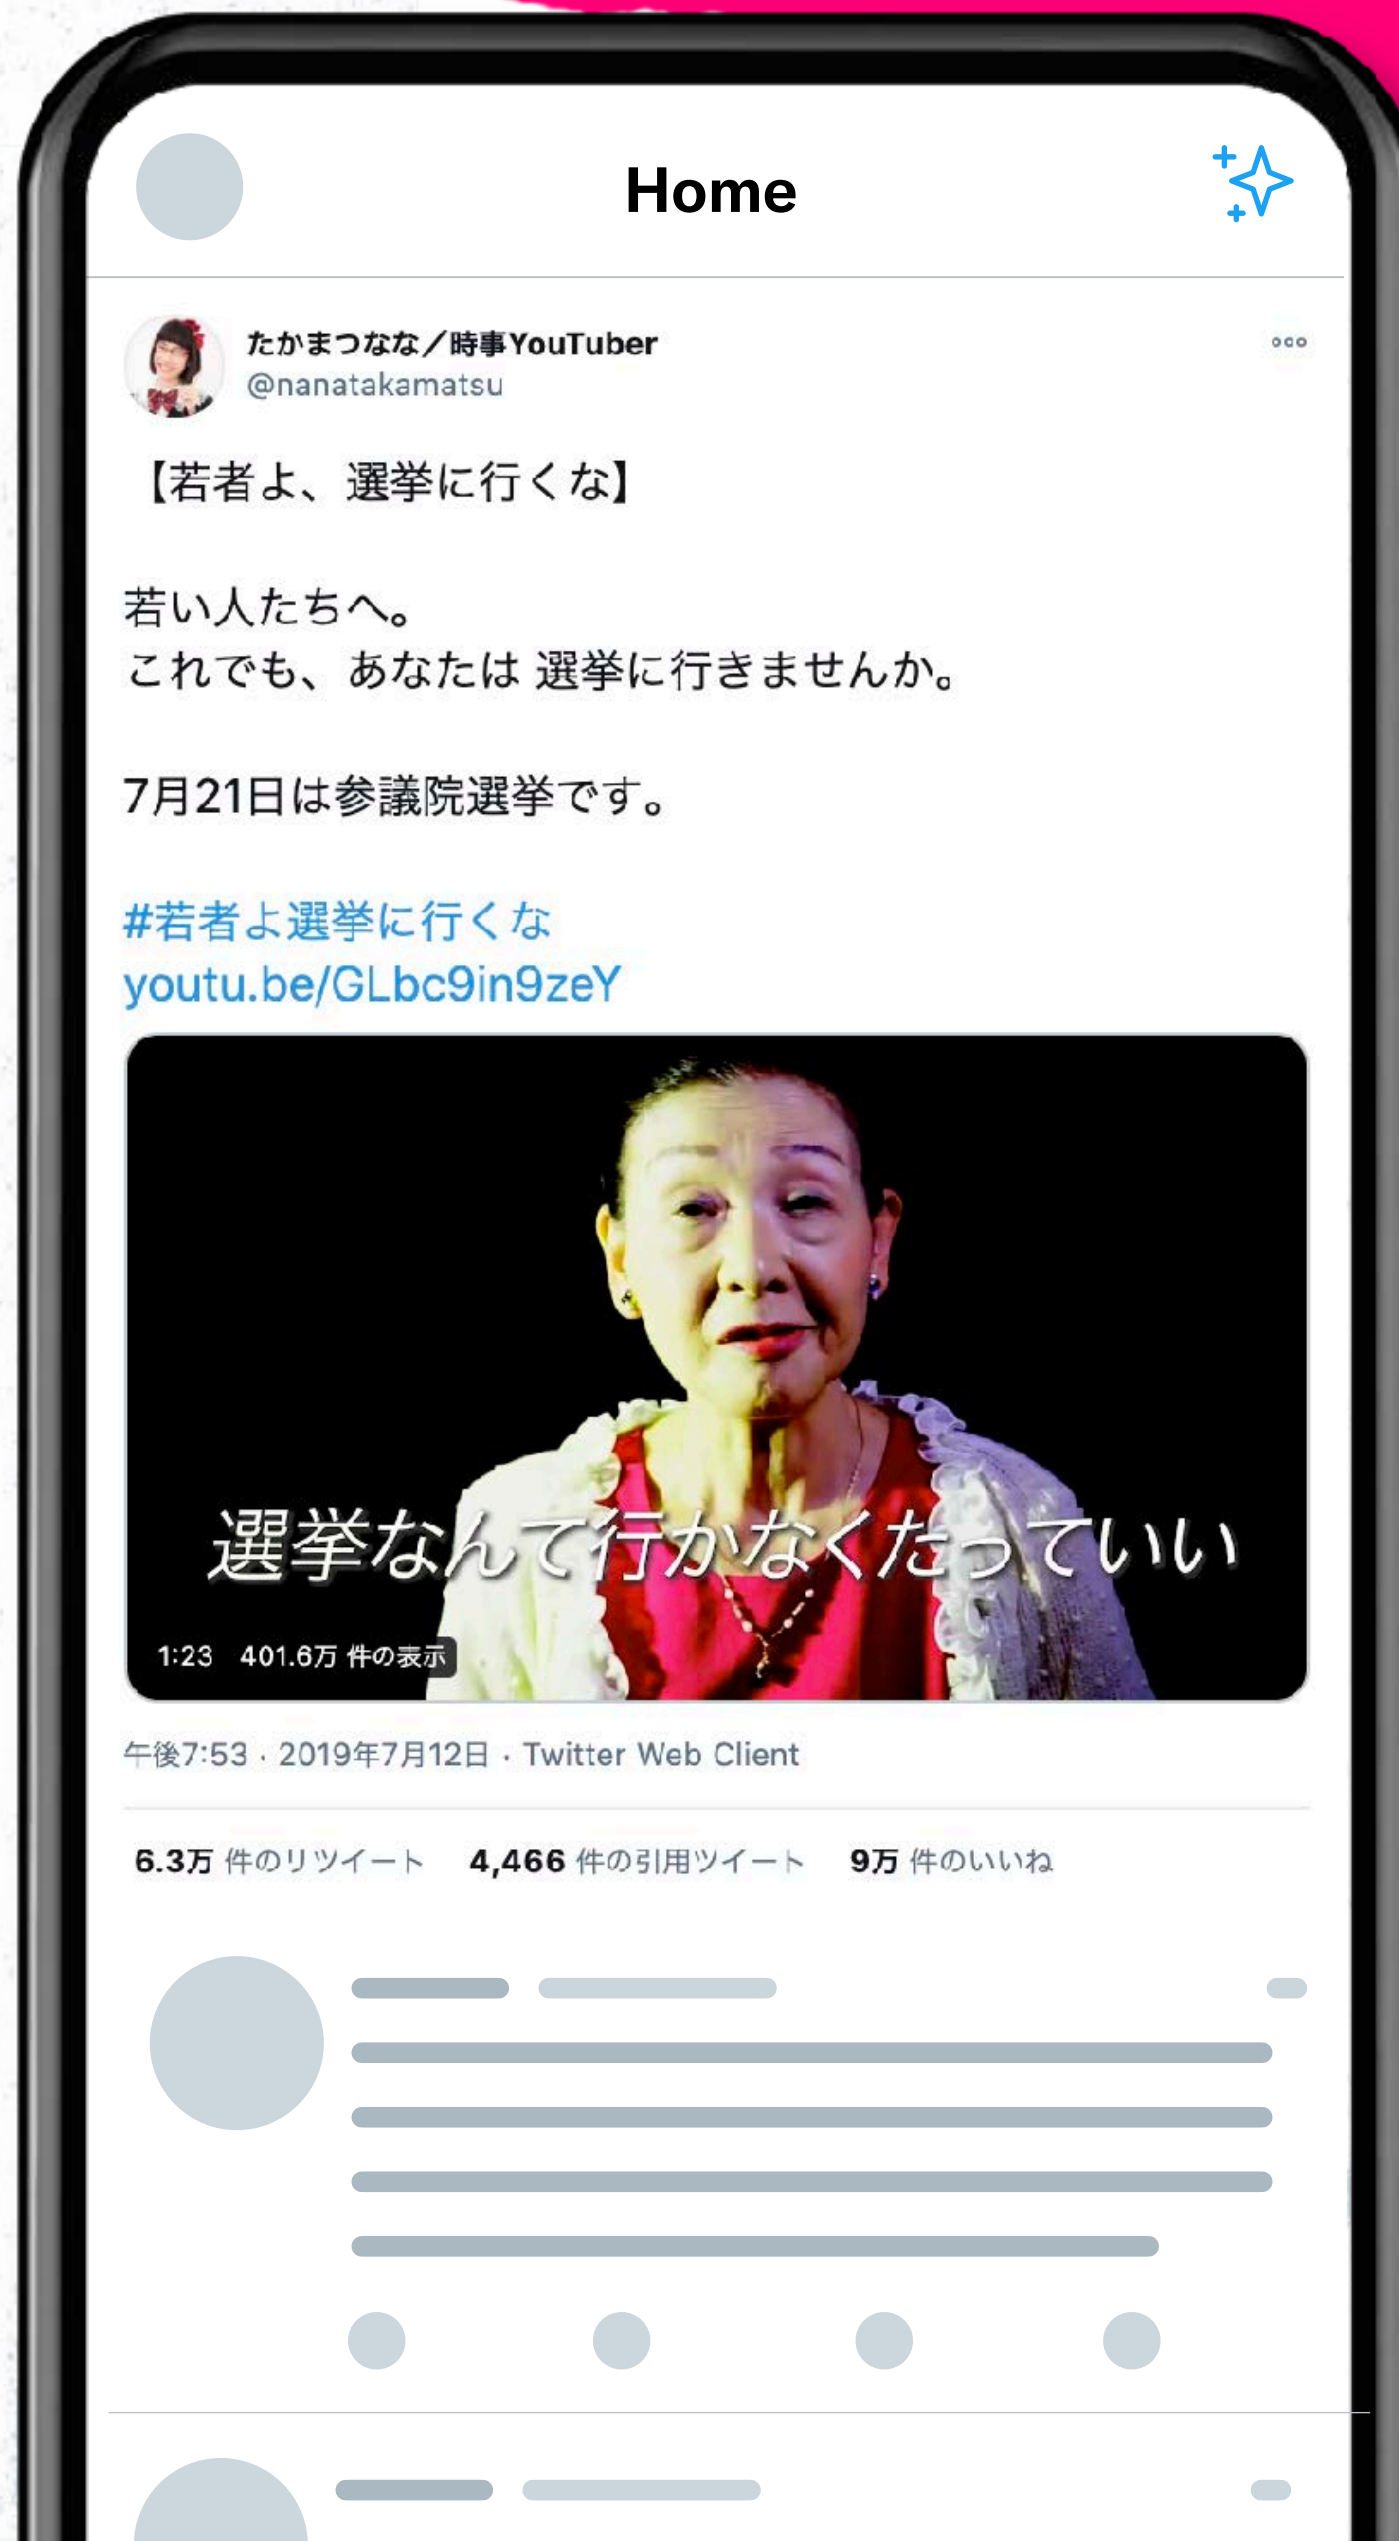 Home
たかまつなな／時事YouTuber
@nanatakamatsu
【若者よ、選挙に行くな】
若い人たちへ。
これでも、あなたは 選挙に行きませんか。
7月21日は参議院選挙です。
#若者よ選挙に行くな
youtu.be/GLbc9in9zeY
選挙なんて行かなくたっていい
1:23 401.6万 件の表示
午後7:53 · 2019年7月12日 · Twitter Web Client
6.3万 件のリツイート 4,466 件の引用ツイート 9万 件のいいね